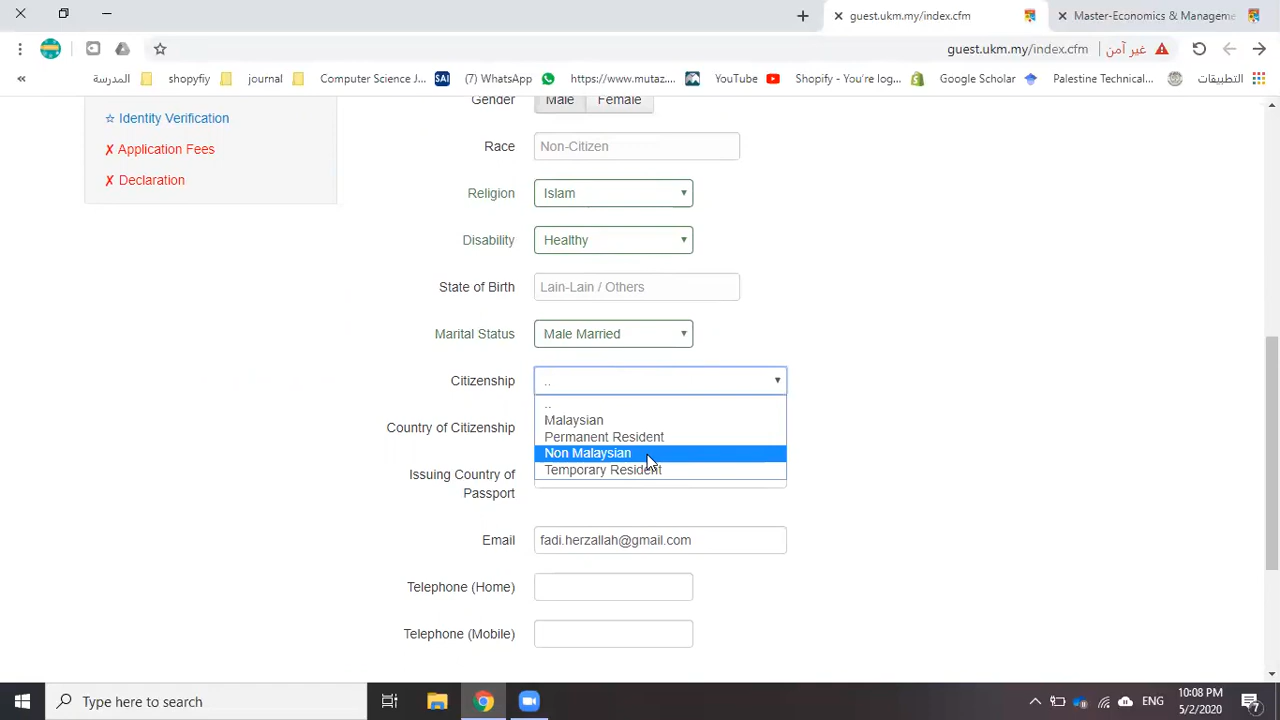 guest.ukm.my/index.cfm
Master-Economics & Manageme
guest.ukm.my/index.cfm
غير آمن
المدرسة
shopyfiy
journal
Computer Science J...
SAI
(7) WhatsApp
https://www.mutaz....
YouTube
Shopify - You're log...
Google Scholar
Palestine Technical...
التطبيقات
Identity Verification
✗ Application Fees
✗ Declaration
Gender
Male
Female
Race
Non-Citizen
Religion
Islam
Disability
Healthy
State of Birth
Lain-Lain / Others
Marital Status
Male Married
Citizenship
..
..
Malaysian
Permanent Resident
Non Malaysian
Temporary Resident
Country of Citizenship
Issuing Country of
Passport
Email
fadi.herzallah@gmail.com
Telephone (Home)
Telephone (Mobile)
Type here to search
ENG
10:08 PM
5/2/2020
7